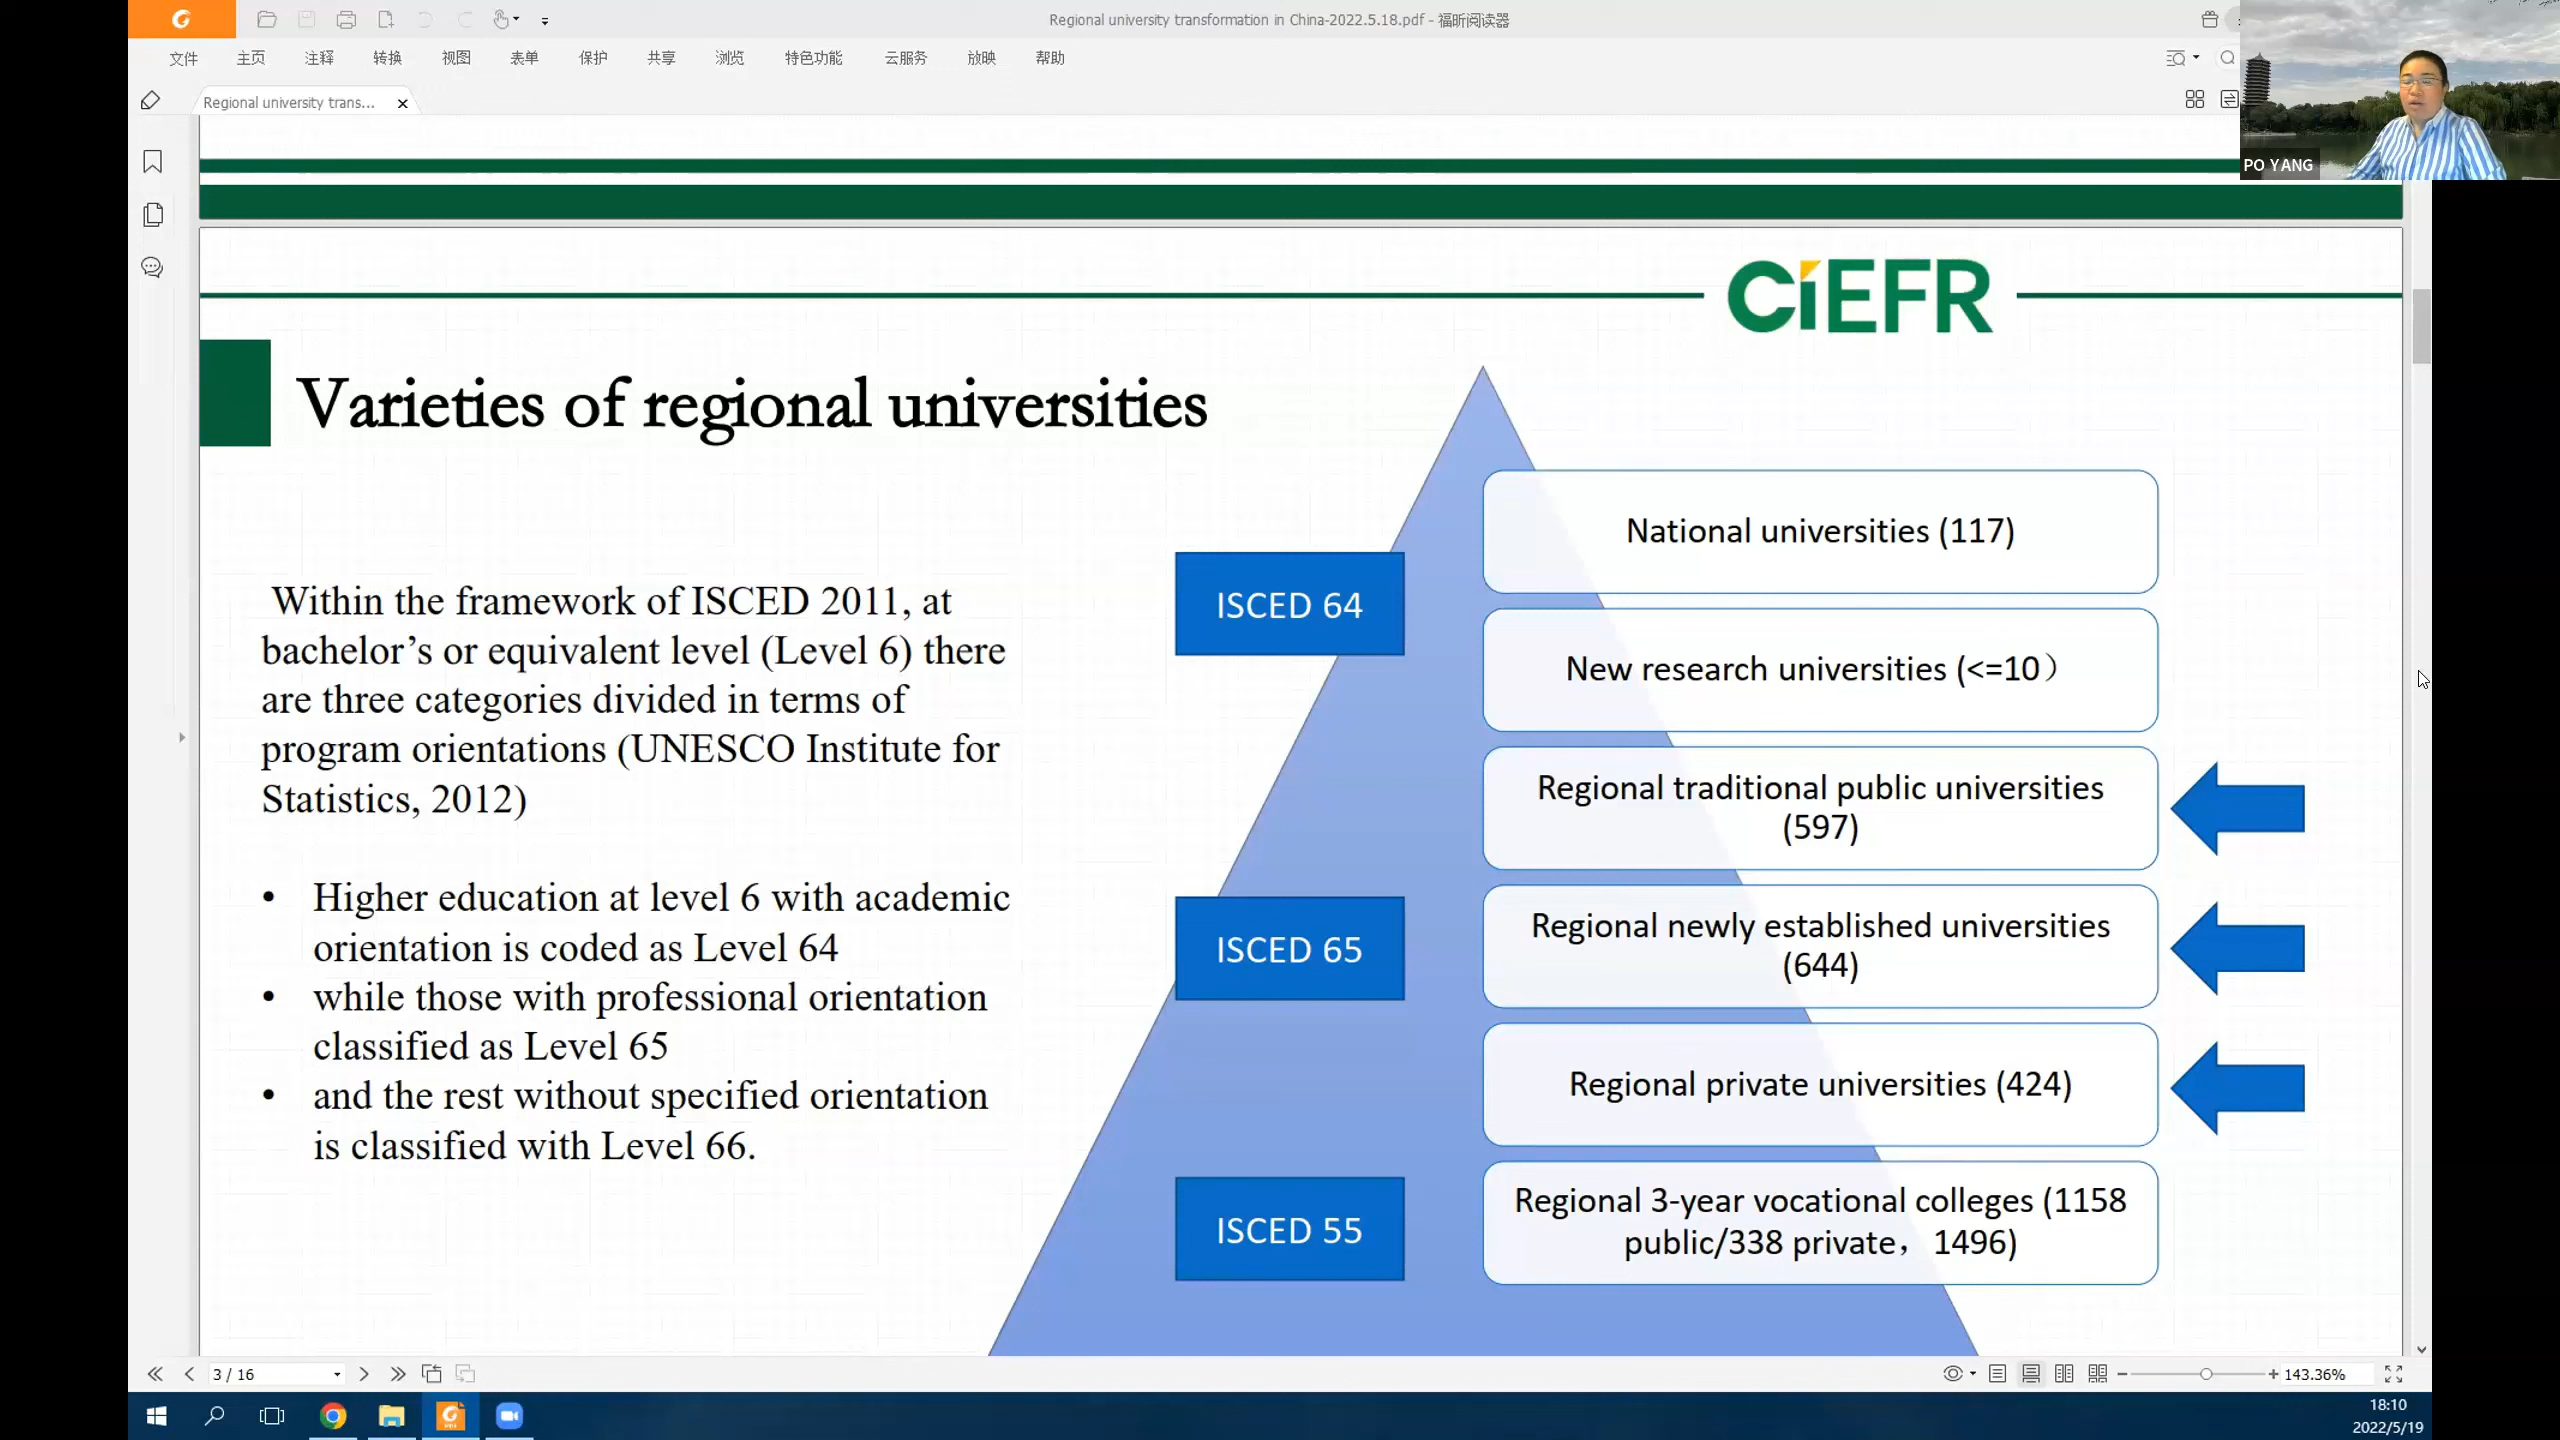 Regional university transformation in China-2022.5.18.pdf - 福昕阅读器
文件 主页 注释 转换 视图 表单 保护 共享 浏览 特色功能 云服务 放映 帮助
Regional university trans...
PO YANG
CiEFR
Varieties of regional universities
Within the framework of ISCED 2011, at
bachelor’s or equivalent level (Level 6) there
are three categories divided in terms of
program orientations (UNESCO Institute for
Statistics, 2012)
• Higher education at level 6 with academic
orientation is coded as Level 64
• while those with professional orientation
classified as Level 65
• and the rest without specified orientation
is classified with Level 66.
ISCED 64
ISCED 65
ISCED 55
National universities (117)
New research universities (<=10）
Regional traditional public universities
(597)
Regional newly established universities
(644)
Regional private universities (424)
Regional 3-year vocational colleges (1158
public/338 private，1496)
3 / 16
143.36%
18:10
2022/5/19